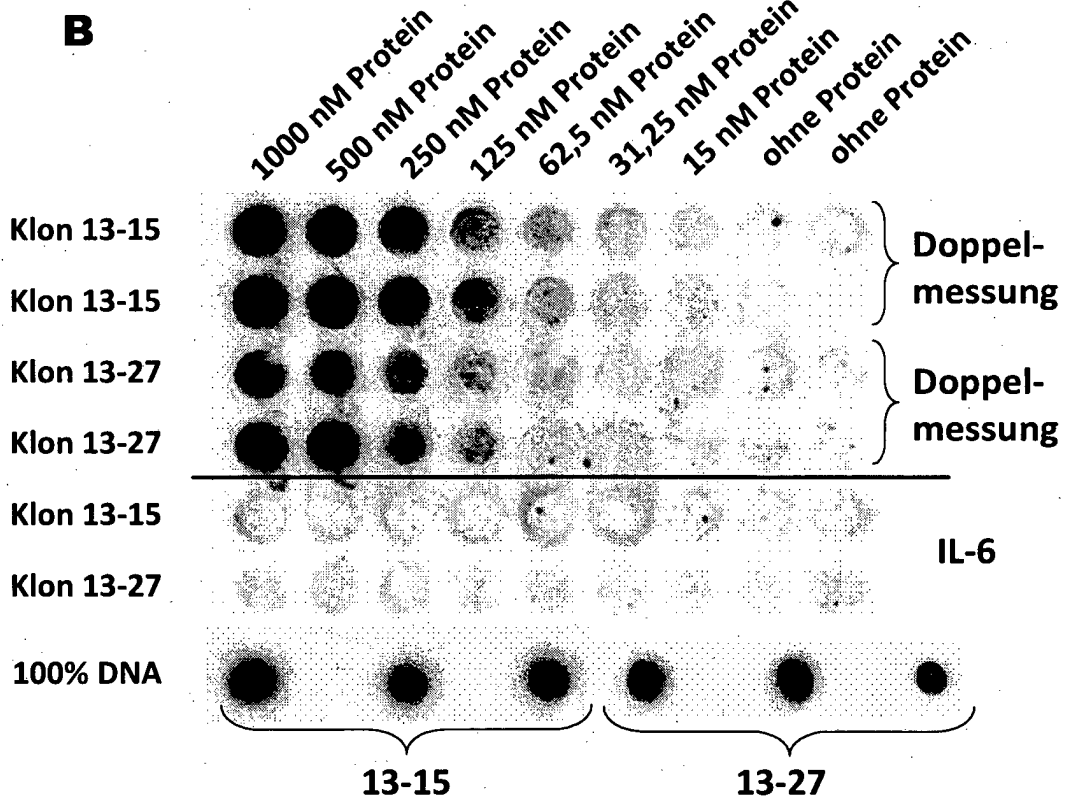 B
1000 nM Protein
500 nM Protein
250 nM Protein
125 nM Protein
62,5 nM Protein
31,25 nM Protein
15 nM Protein
ohne Protein
ohne Protein
Klon 13-15
Klon 13-15
Doppel-
messung
Klon 13-27
Klon 13-27
Doppel-
messung
Klon 13-15
Klon 13-27
IL-6
100% DNA
13-15
13-27